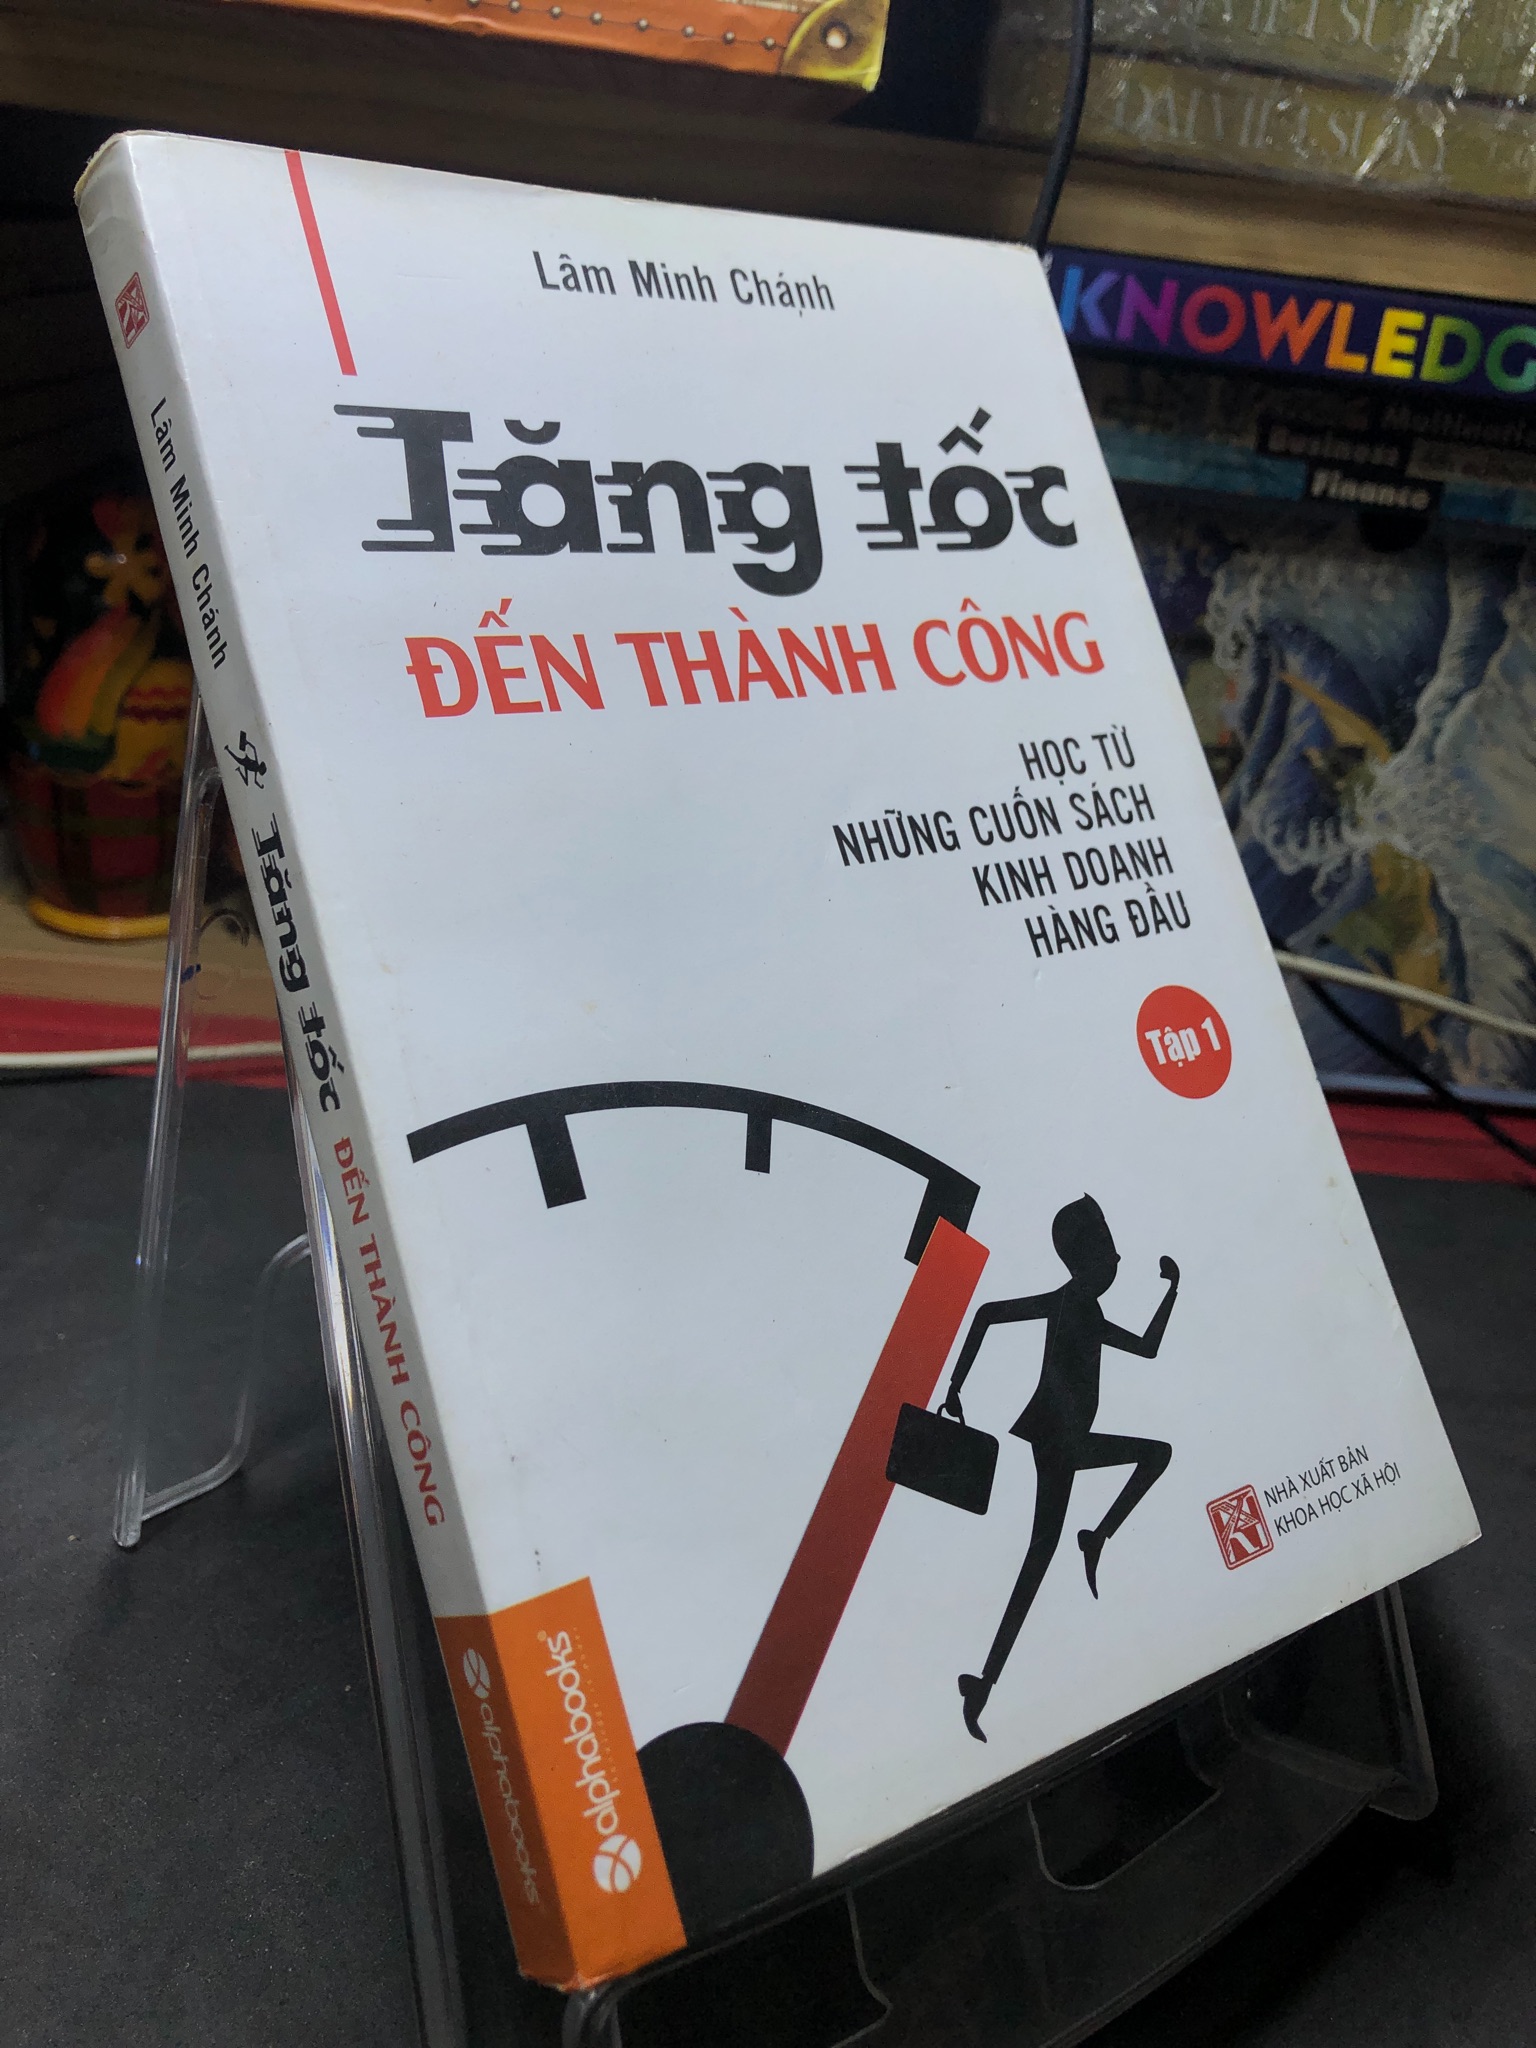 Lâm Minh Chánh
Tăng tốc
ĐẾN THÀNH CÔNG
HỌC TỪ
NHỮNG CUỐN SÁCH
KINH DOANH
HÀNG ĐẦU
Tập 1
NHÀ XUẤT BẢN
KHOA HỌC XÃ HỘI
alphabooks®
Lâm Minh Chánh
Tăng tốc ĐẾN THÀNH CÔNG
alphabooks
KNOWLEDG
Business
Finance